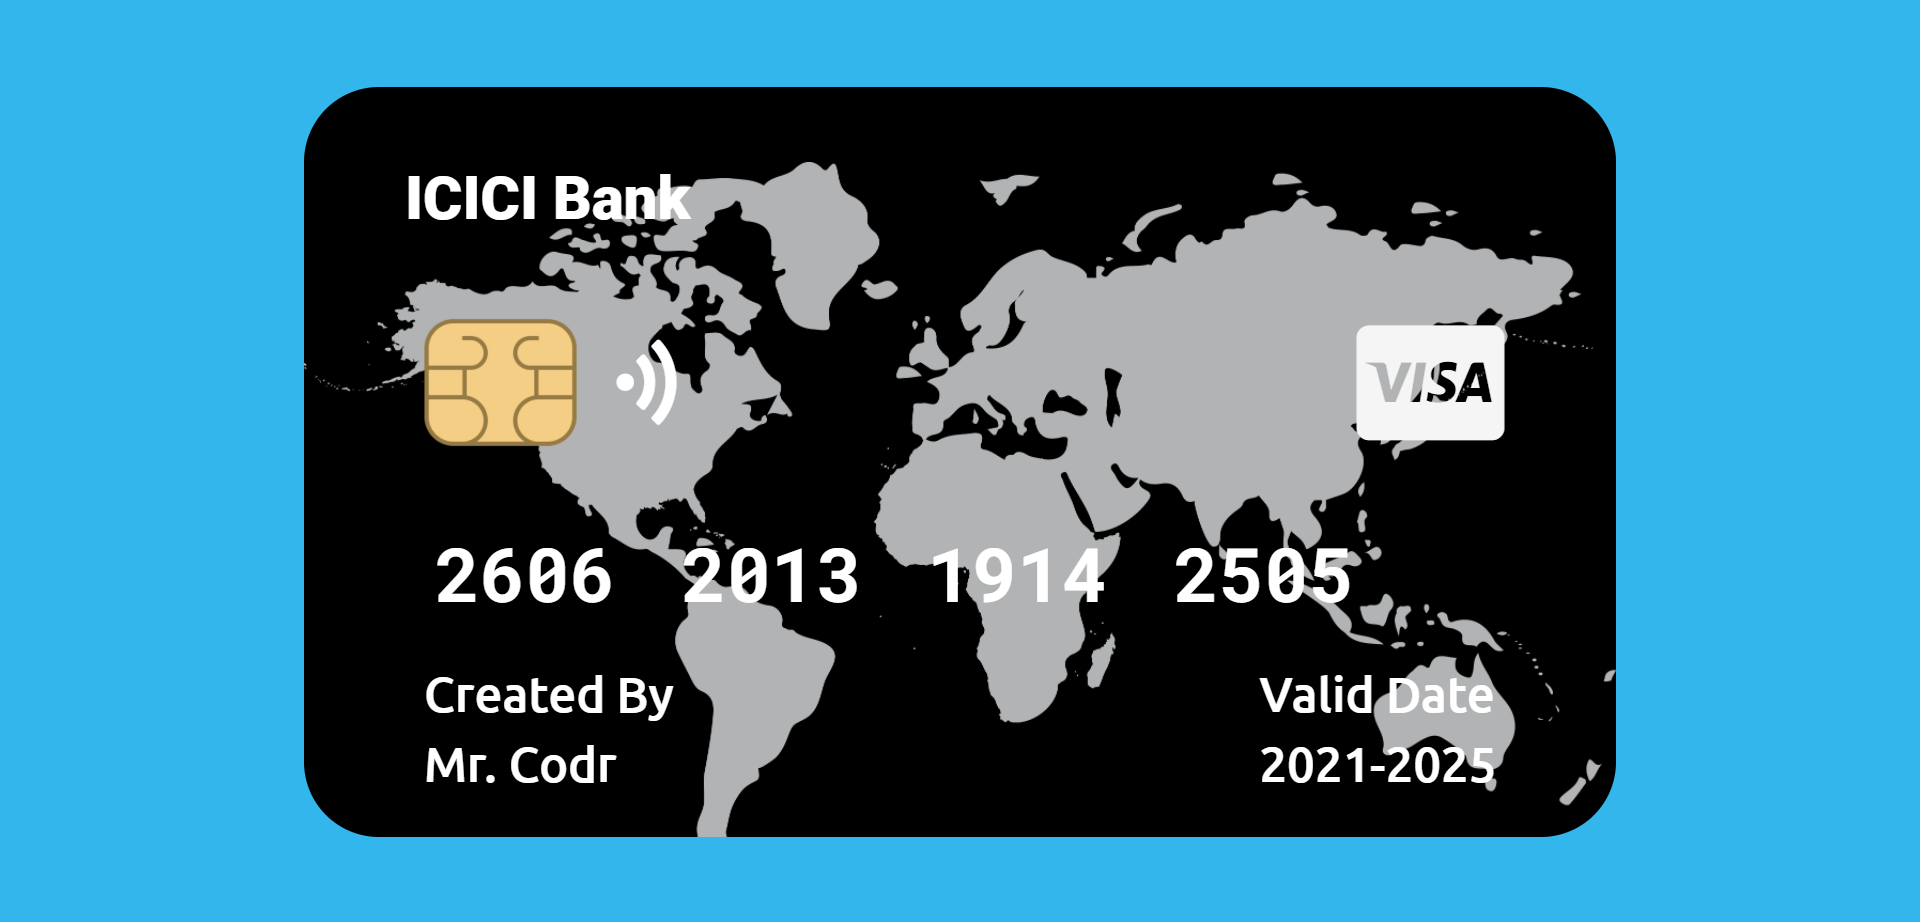 ICICI Bank
VISA
2606 2013 1914 2505
Created By
Valid Date
Mr. Codr
2021-2025